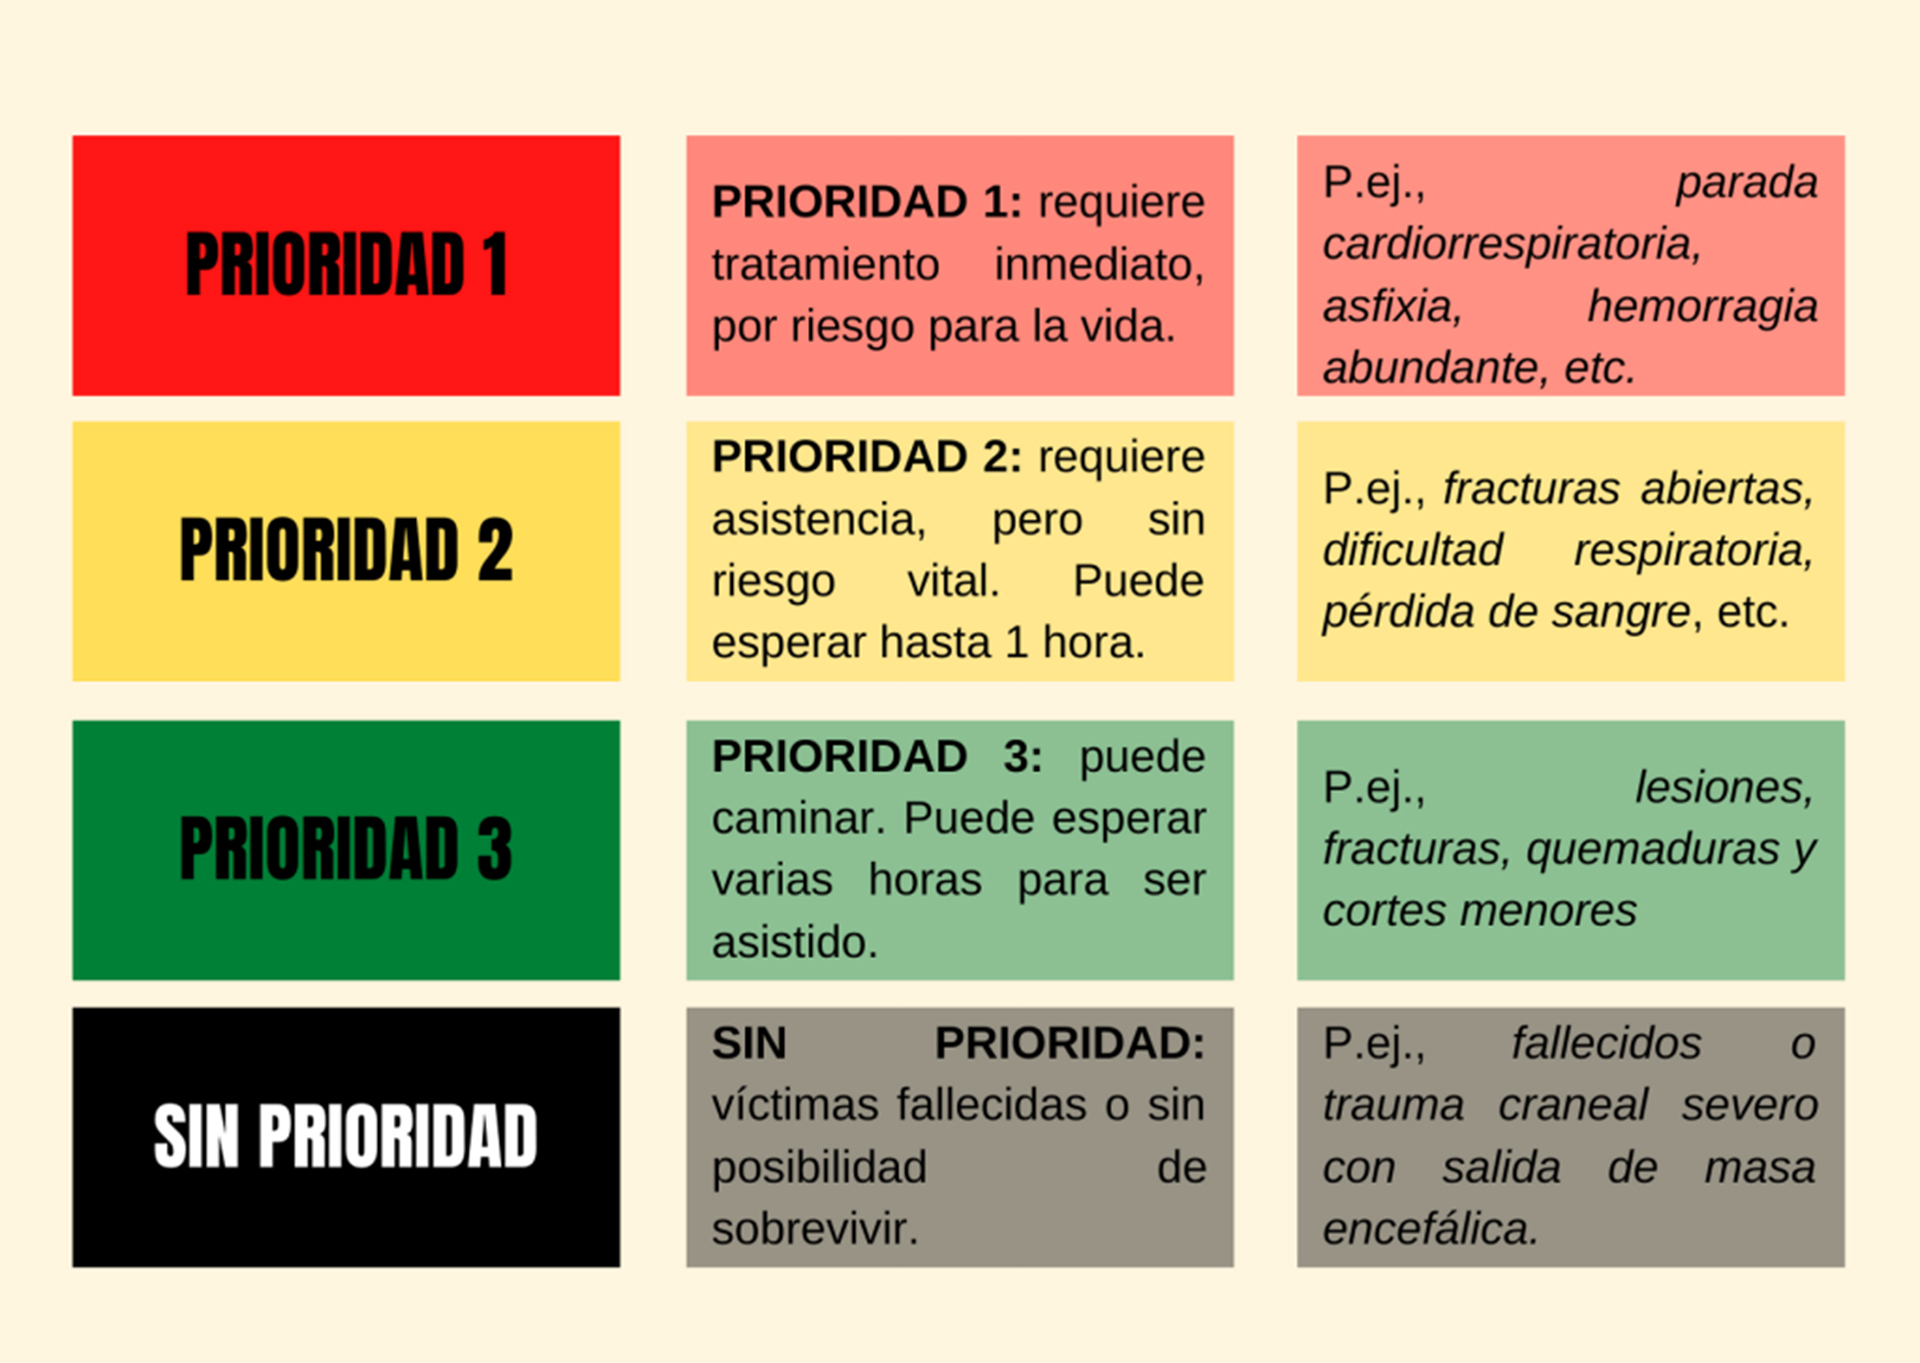 PRIORIDAD 1
PRIORIDAD 1: requiere
tratamiento inmediato,
por riesgo para la vida.
P.ej., parada
cardiorrespiratoria,
asfixia, hemorragia
abundante, etc.
PRIORIDAD 2
PRIORIDAD 2: requiere
asistencia, pero sin
riesgo vital. Puede
esperar hasta 1 hora.
P.ej., fracturas abiertas,
dificultad respiratoria,
pérdida de sangre, etc.
PRIORIDAD 3
PRIORIDAD 3: puede
caminar. Puede esperar
varias horas para ser
asistido.
P.ej., lesiones,
fracturas, quemaduras y
cortes menores
SIN PRIORIDAD
SIN PRIORIDAD:
víctimas fallecidas o sin
posibilidad de
sobrevivir.
P.ej., fallecidos o
trauma craneal severo
con salida de masa
encefálica.